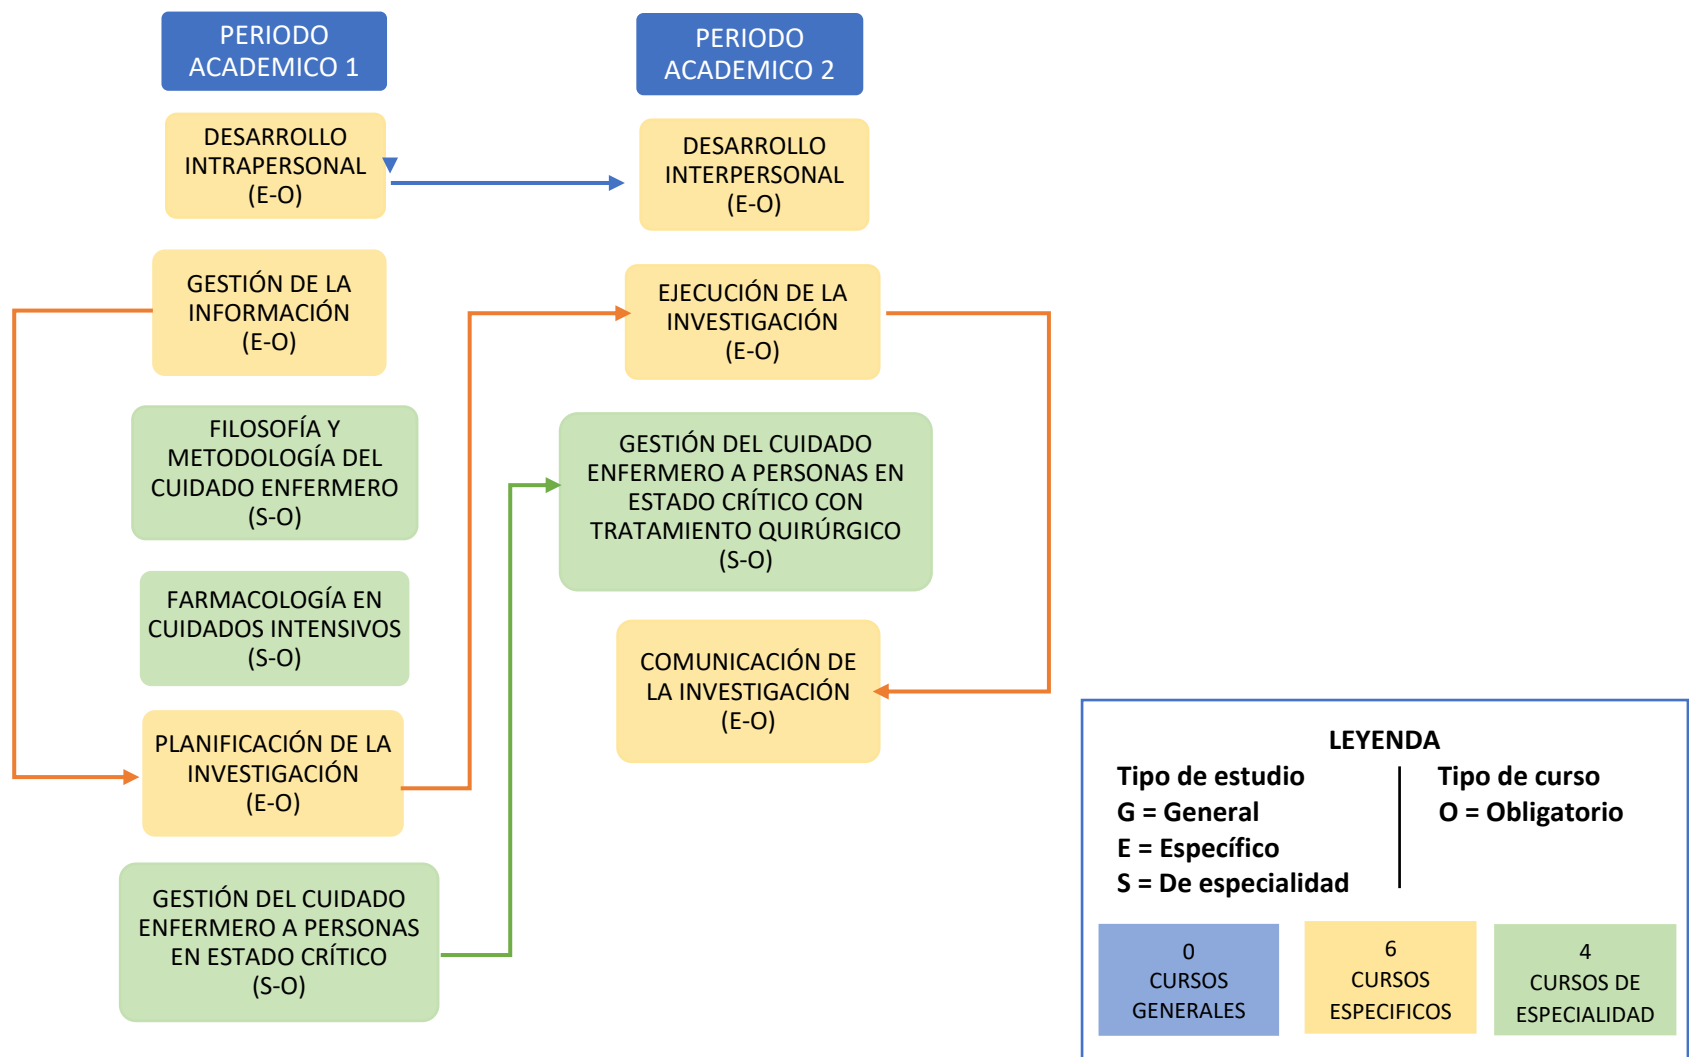 PERIODO
ACADEMICO 1
DESARROLLO
INTRAPERSONAL
(E-O)
GESTIÓN DE LA
INFORMACIÓN
(E-O)
FILOSOFÍA Y
METODOLOGÍA DEL
CUIDADO ENFERMERO
(S-O)
FARMACOLOGÍA EN
CUIDADOS INTENSIVOS
(S-O)
PLANIFICACIÓN DE LA
INVESTIGACIÓN
(E-O)
GESTIÓN DEL CUIDADO
ENFERMERO A PERSONAS
EN ESTADO CRÍTICO
(S-O)
PERIODO
ACADEMICO 2
DESARROLLO
INTERPERSONAL
(E-O)
EJECUCIÓN DE LA
INVESTIGACIÓN
(E-O)
GESTIÓN DEL CUIDADO
ENFERMERO A PERSONAS EN
ESTADO CRÍTICO CON
TRATAMIENTO QUIRÚRGICO
(S-O)
COMUNICACIÓN DE
LA INVESTIGACIÓN
(E-O)
LEYENDA
Tipo de estudio
G = General
E = Específico
S = De especialidad
Tipo de curso
O = Obligatorio
0
CURSOS
GENERALES
6
CURSOS
ESPECIFICOS
4
CURSOS DE
ESPECIALIDAD